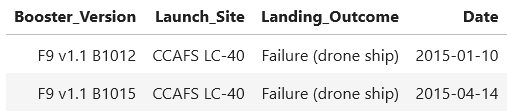 Booster_Version Launch_Site Landing_Outcome Date
F9 v1.1 B1012 CCAFS LC-40 Failure (drone ship) 2015-01-10
F9 v1.1 B1015 CCAFS LC-40 Failure (drone ship) 2015-04-14